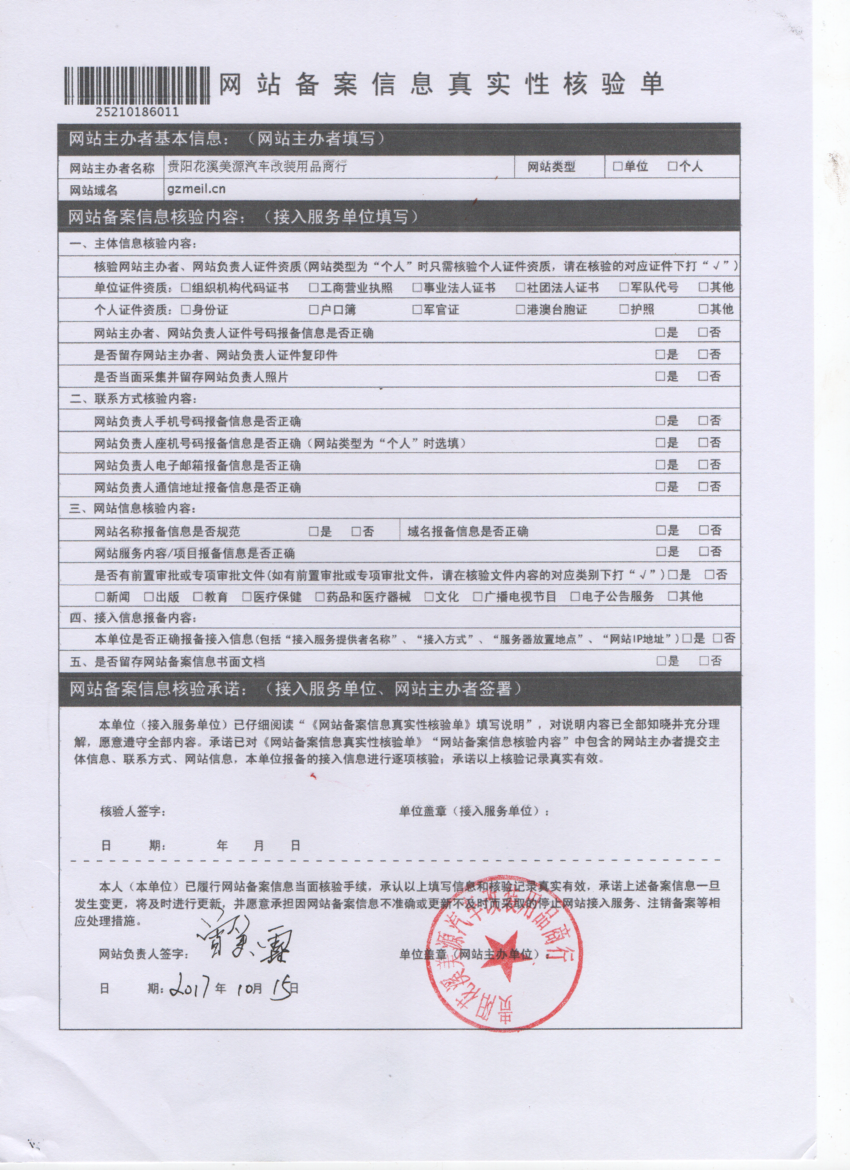 网站备案信息真实性核验单
25210186011
网站主办者基本信息：（网站主办者填写）
网站主办者名称 贵阳花溪美源汽车改装用品商行 网站类型 □单位 □个人
网站域名 gzmeil.cn
网站备案信息核验内容：（接入服务单位填写）
一、主体信息核验内容：
核验网站主办者、网站负责人证件资质(网站类型为“个人”时只需核验个人证件资质，请在核验的对应证件下打“√”)
单位证件资质：□组织机构代码证书 □工商营业执照 □事业法人证书 □社团法人证书 □军队代号 □其他
个人证件资质：□身份证 □户口簿 □军官证 □港澳台胞证 □护照 □其他
网站主办者、网站负责人证件号码报备信息是否正确 □是 □否
是否留存网站主办者、网站负责人证件复印件 □是 □否
是否当面采集并留存网站负责人照片 □是 □否
二、联系方式核验内容：
网站负责人手机号码报备信息是否正确 □是 □否
网站负责人座机号码报备信息是否正确（网站类型为“个人”时选填） □是 □否
网站负责人电子邮箱报备信息是否正确 □是 □否
网站负责人通信地址报备信息是否正确 □是 □否
三、网站信息核验内容：
网站名称报备信息是否规范 □是 □否 域名报备信息是否正确 □是 □否
网站服务内容/项目报备信息是否正确 □是 □否
是否有前置审批或专项审批文件(如有前置审批或专项审批文件，请在核验文件内容的对应类别下打“√”)□是 □否
□新闻 □出版 □教育 □医疗保健 □药品和医疗器械 □文化 □广播电视节目 □电子公告服务 □其他
四、接入信息报备内容：
本单位是否正确报备接入信息(包括“接入服务提供者名称”、“接入方式”、“服务器放置地点”、“网站IP地址”)□是 □否
五、是否留存网站备案信息书面文档 □是 □否
网站备案信息核验承诺：（接入服务单位、网站主办者签署）
本单位（接入服务单位）已仔细阅读“《网站备案信息真实性核验单》填写说明”，对说明内容已全部知晓并充分理
解，愿意遵守全部内容。承诺已对《网站备案信息真实性核验单》“网站备案信息核验内容”中包含的网站主办者提交主
体信息、联系方式、网站信息，本单位报备的接入信息进行逐项核验；承诺以上核验记录真实有效。
核验人签字： 单位盖章（接入服务单位）：
日 期： 年 月 日
本人（本单位）已履行网站备案信息当面核验手续，承认以上填写信息和核验记录真实有效，承诺上述备案信息一旦
发生变更，将及时进行更新；并愿意承担因网站备案信息不准确或更新不及时而采取的停止网站接入服务、注销备案等相
应处理措施。
网站负责人签字： 单位盖章（网站主办单位）：
日 期：2017年10月15日
贵阳花溪美源汽车改装用品商行